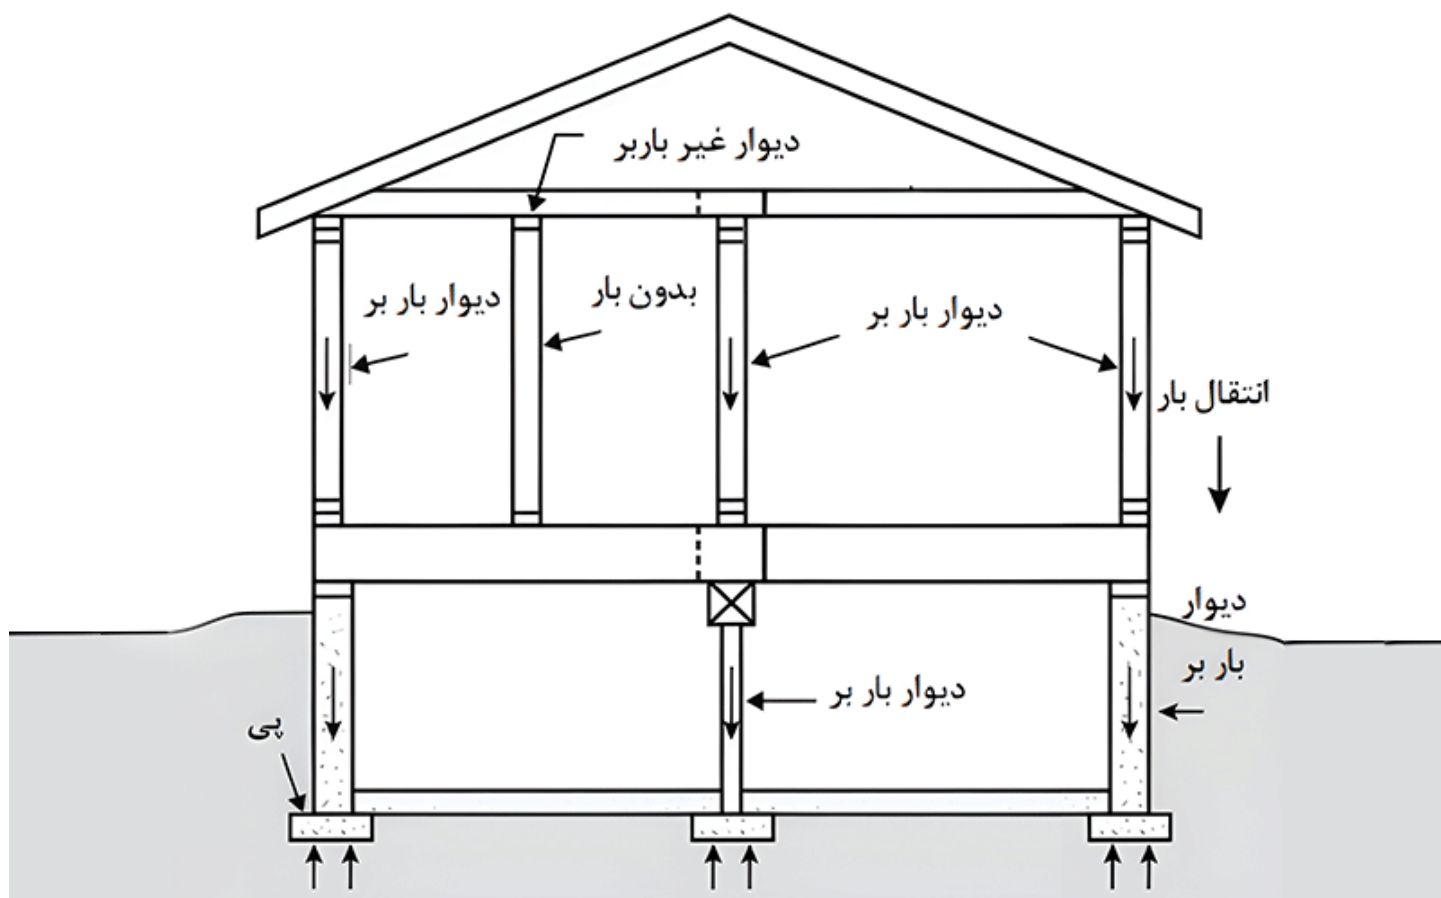 دیوار غیر باربر
بدون بار
دیوار بار بر
دیوار بار بر
انتقال بار
دیوار
بار بر
دیوار بار بر
پی